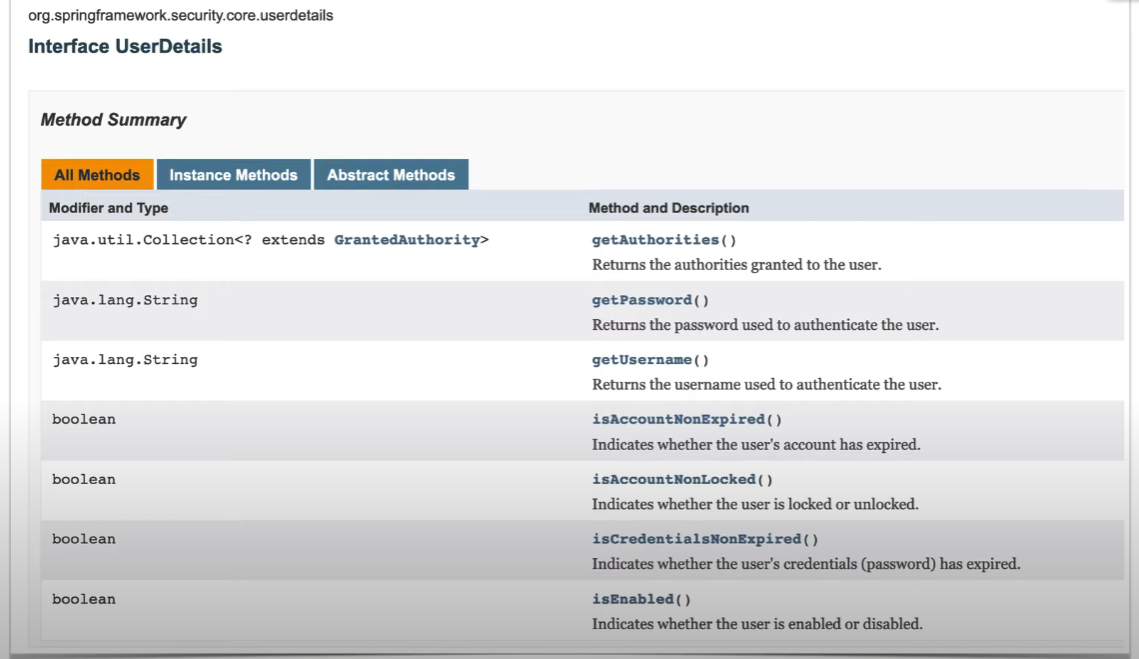 org.springframework.security.core.userdetails
Interface UserDetails
Method Summary
All Methods Instance Methods Abstract Methods
Modifier and Type Method and Description
java.util.Collection<? extends GrantedAuthority> getAuthorities()
Returns the authorities granted to the user.
java.lang.String getPassword()
Returns the password used to authenticate the user.
java.lang.String getUsername()
Returns the username used to authenticate the user.
boolean isAccountNonExpired()
Indicates whether the user's account has expired.
boolean isAccountNonLocked()
Indicates whether the user is locked or unlocked.
boolean isCredentialsNonExpired()
Indicates whether the user's credentials (password) has expired.
boolean isEnabled()
Indicates whether the user is enabled or disabled.